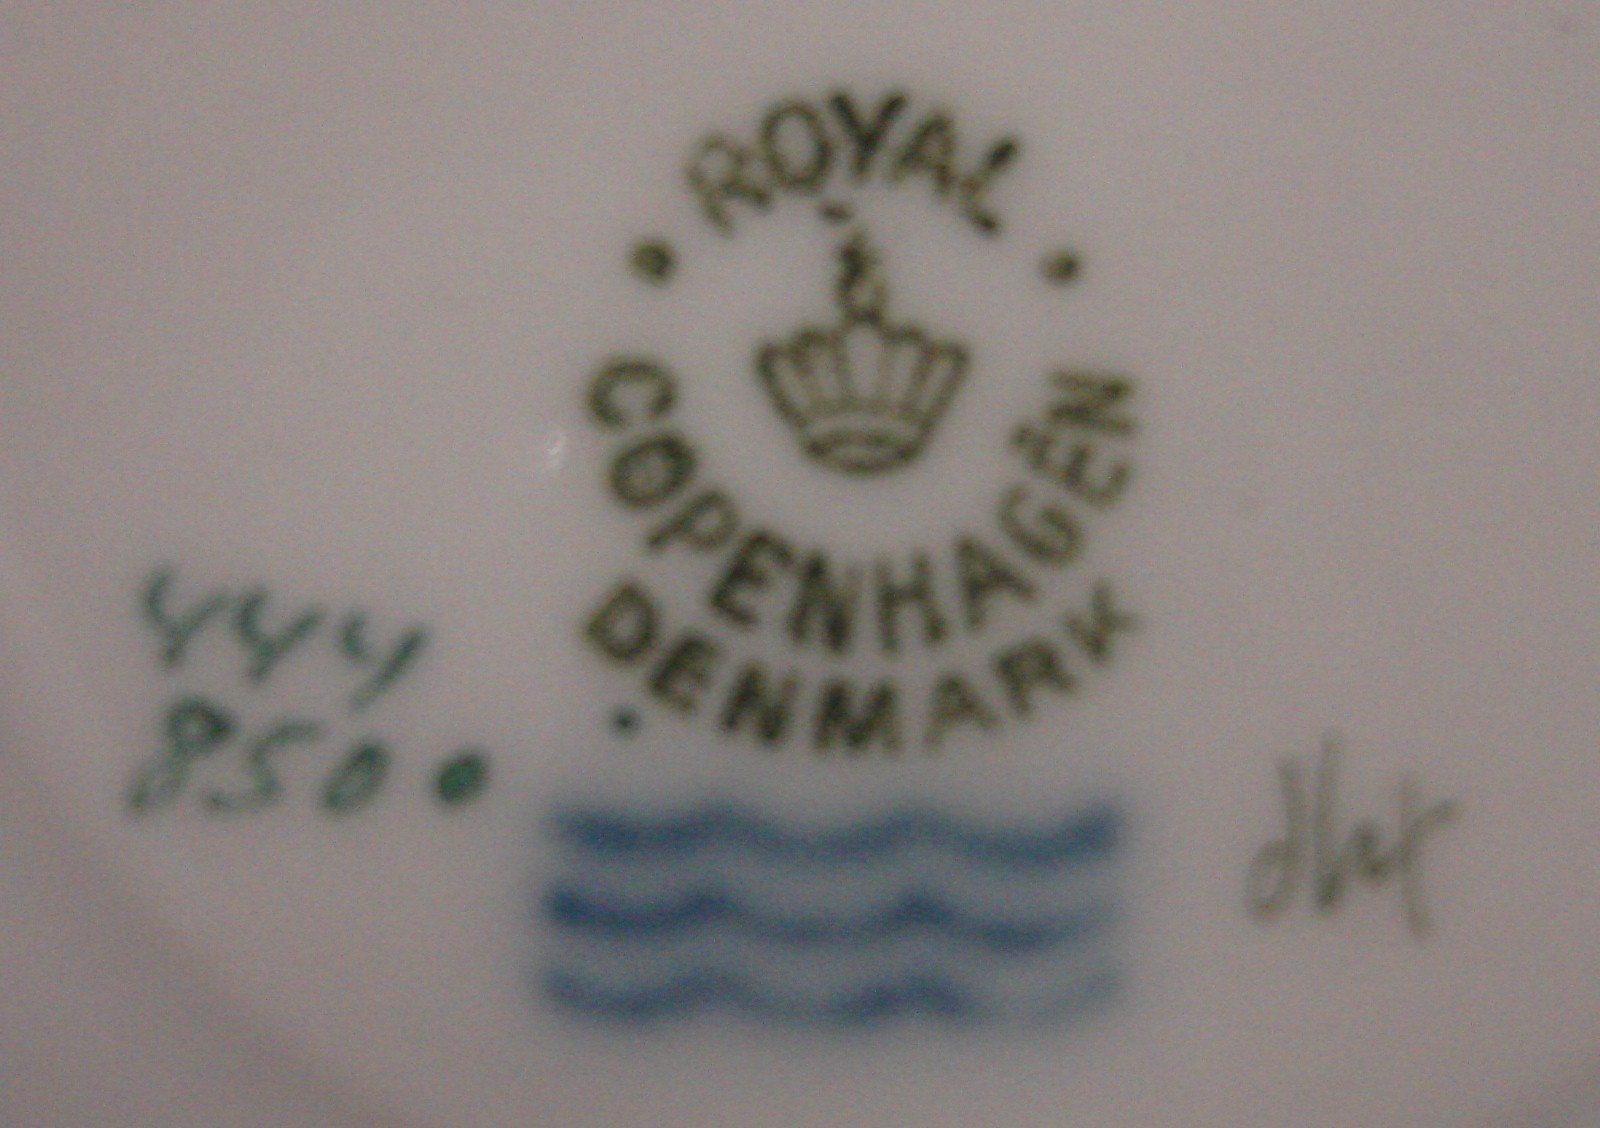 ROYAL
COPENHAGEN
DENMARK
444
850